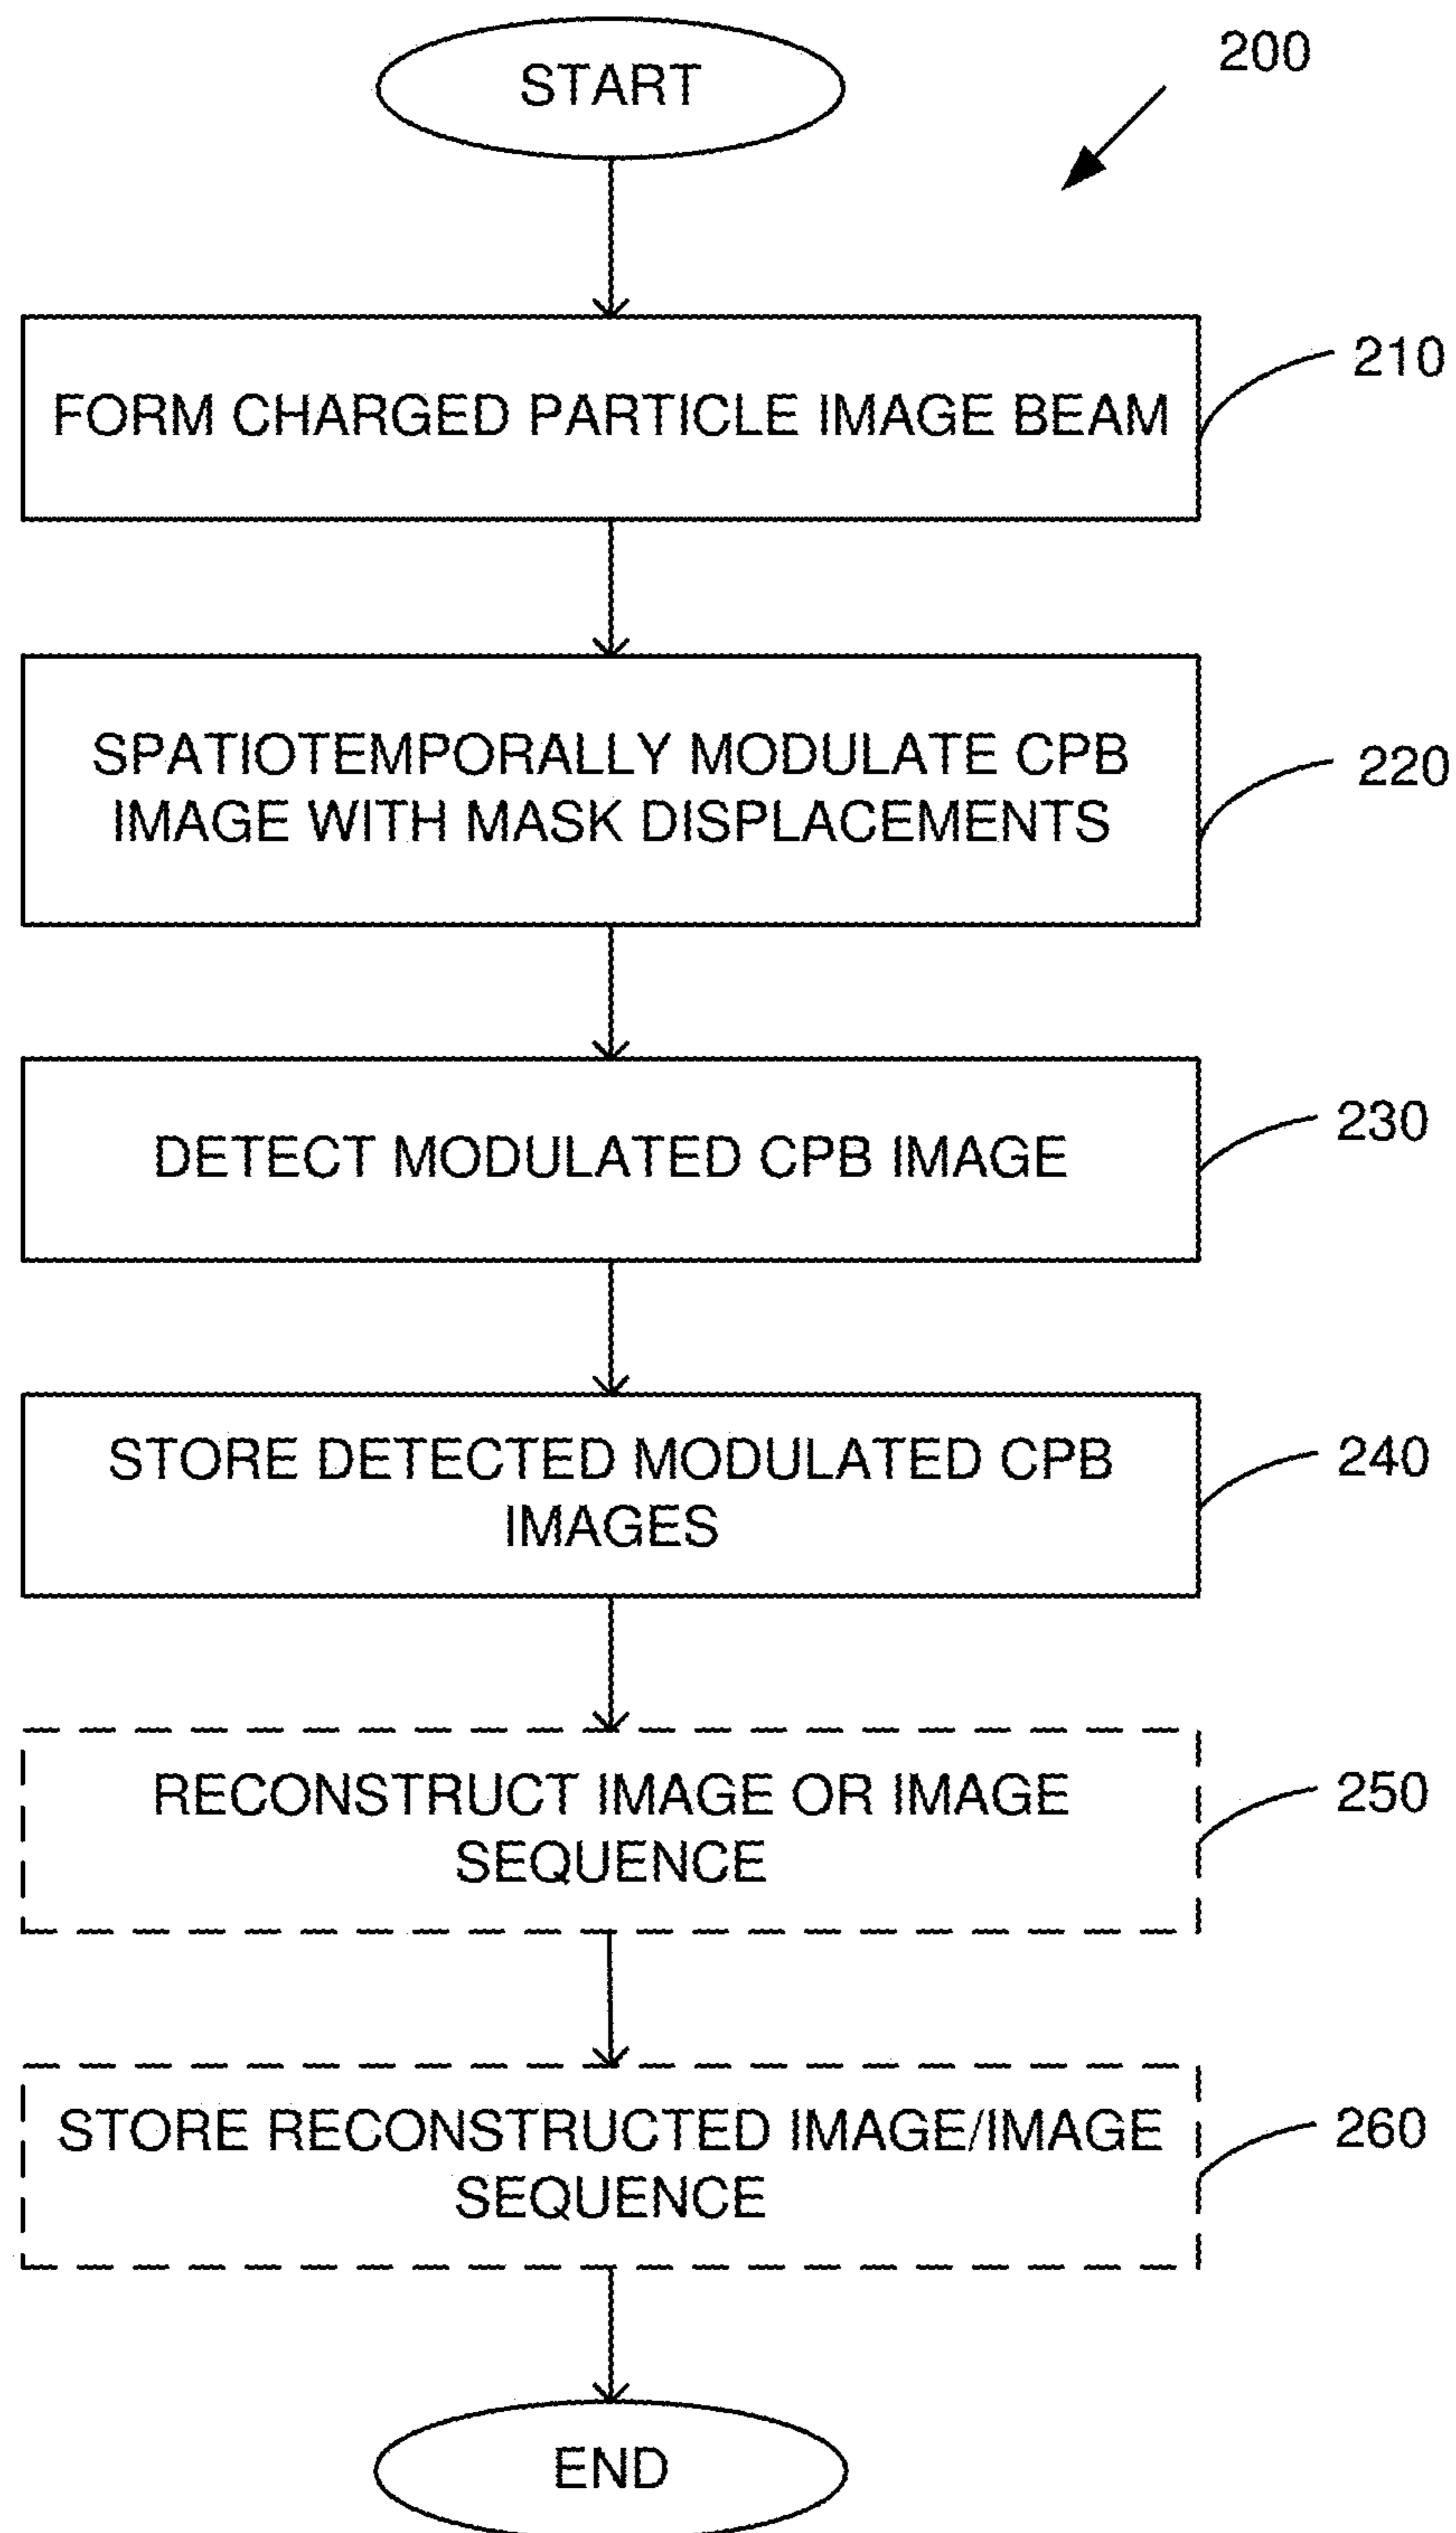 START
200
FORM CHARGED PARTICLE IMAGE BEAM
210
SPATIOTEMPORALLY MODULATE CPB
IMAGE WITH MASK DISPLACEMENTS
220
DETECT MODULATED CPB IMAGE
230
STORE DETECTED MODULATED CPB
IMAGES
240
RECONSTRUCT IMAGE OR IMAGE
SEQUENCE
250
STORE RECONSTRUCTED IMAGE/IMAGE
SEQUENCE
260
END